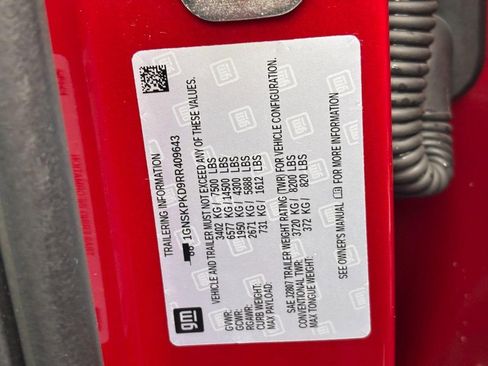 TRAILERING INFORMATION
1GNSKPKD9RR409643
VEHICLE AND TRAILER MUST NOT EXCEED ANY OF THESE VALUES.
GVWR: 3402 KG / 7500 LBS
GCWR: 6577 KG / 14500 LBS
RGAWR: 1950 KG / 4300 LBS
CURB WEIGHT: 2671 KG / 5888 LBS
MAX PAYLOAD: 731 KG / 1612 LBS
SAE J2807 TRAILER WEIGHT RATING (TWR) FOR VEHICLE CONFIGURATION.
CONVENTIONAL TWR: 3720 KG / 8200 LBS
MAX TONGUE WEIGHT: 372 KG / 820 LBS
SEE OWNER'S MANUAL FOR MORE INFORMATION
gm